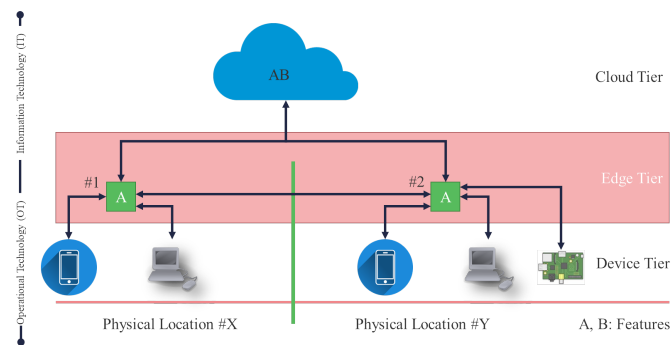 Information Technology (IT)
Operational Technology (OT)
AB
Cloud Tier
#1
A
#2
A
Edge Tier
Device Tier
Physical Location #X
Physical Location #Y
A, B: Features